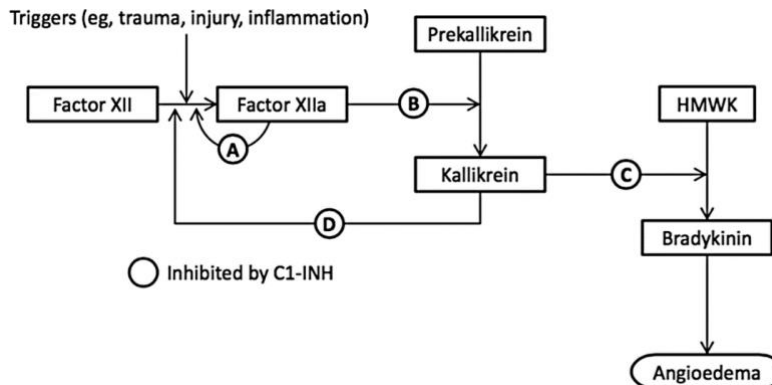 Triggers (eg, trauma, injury, inflammation)
Prekallikrein
Factor XII
Factor XIIa
B
HMWK
A
Kallikrein
C
D
Bradykinin
Inhibited by C1-INH
Angioedema